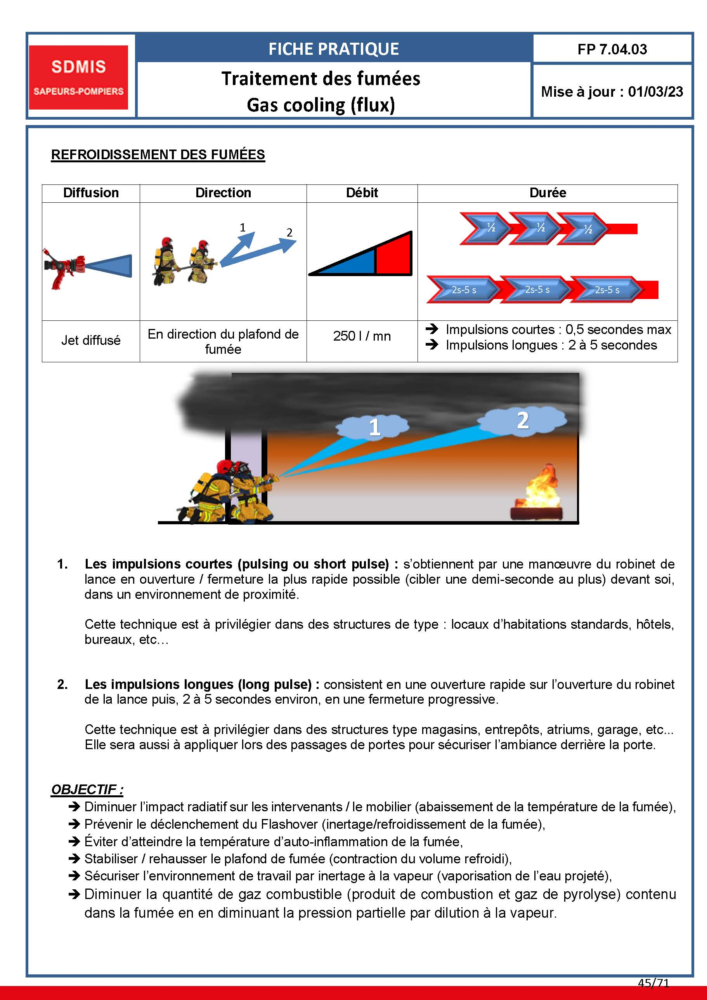 SDMIS
SAPEURS-POMPIERS
FICHE PRATIQUE
Traitement des fumées
Gas cooling (flux)
FP 7.04.03
Mise à jour : 01/03/23
REFROIDISSEMENT DES FUMÉES
Diffusion Direction Débit Durée
1
2
½ ½ ½
2s-5 s 2s-5 s 2s-5 s
Jet diffusé
En direction du plafond de
fumée
250 l / mn
➔ Impulsions courtes : 0,5 secondes max
➔ Impulsions longues : 2 à 5 secondes
1
2
1. Les impulsions courtes (pulsing ou short pulse) : s’obtiennent par une manœuvre du robinet de
lance en ouverture / fermeture la plus rapide possible (cibler une demi-seconde au plus) devant soi,
dans un environnement de proximité.
Cette technique est à privilégier dans des structures de type : locaux d’habitations standards, hôtels,
bureaux, etc…
2. Les impulsions longues (long pulse) : consistent en une ouverture rapide sur l’ouverture du robinet
de la lance puis, 2 à 5 secondes environ, en une fermeture progressive.
Cette technique est à privilégier dans des structures type magasins, entrepôts, atriums, garage, etc...
Elle sera aussi à appliquer lors des passages de portes pour sécuriser l’ambiance derrière la porte.
OBJECTIF :
➔ Diminuer l’impact radiatif sur les intervenants / le mobilier (abaissement de la température de la fumée),
➔ Prévenir le déclenchement du Flashover (inertage/refroidissement de la fumée),
➔ Éviter d’atteindre la température d’auto-inflammation de la fumée,
➔ Stabiliser / rehausser le plafond de fumée (contraction du volume refroidi),
➔ Sécuriser l’environnement de travail par inertage à la vapeur (vaporisation de l’eau projeté),
➔ Diminuer la quantité de gaz combustible (produit de combustion et gaz de pyrolyse) contenu
dans la fumée en en diminuant la pression partielle par dilution à la vapeur.
45/71